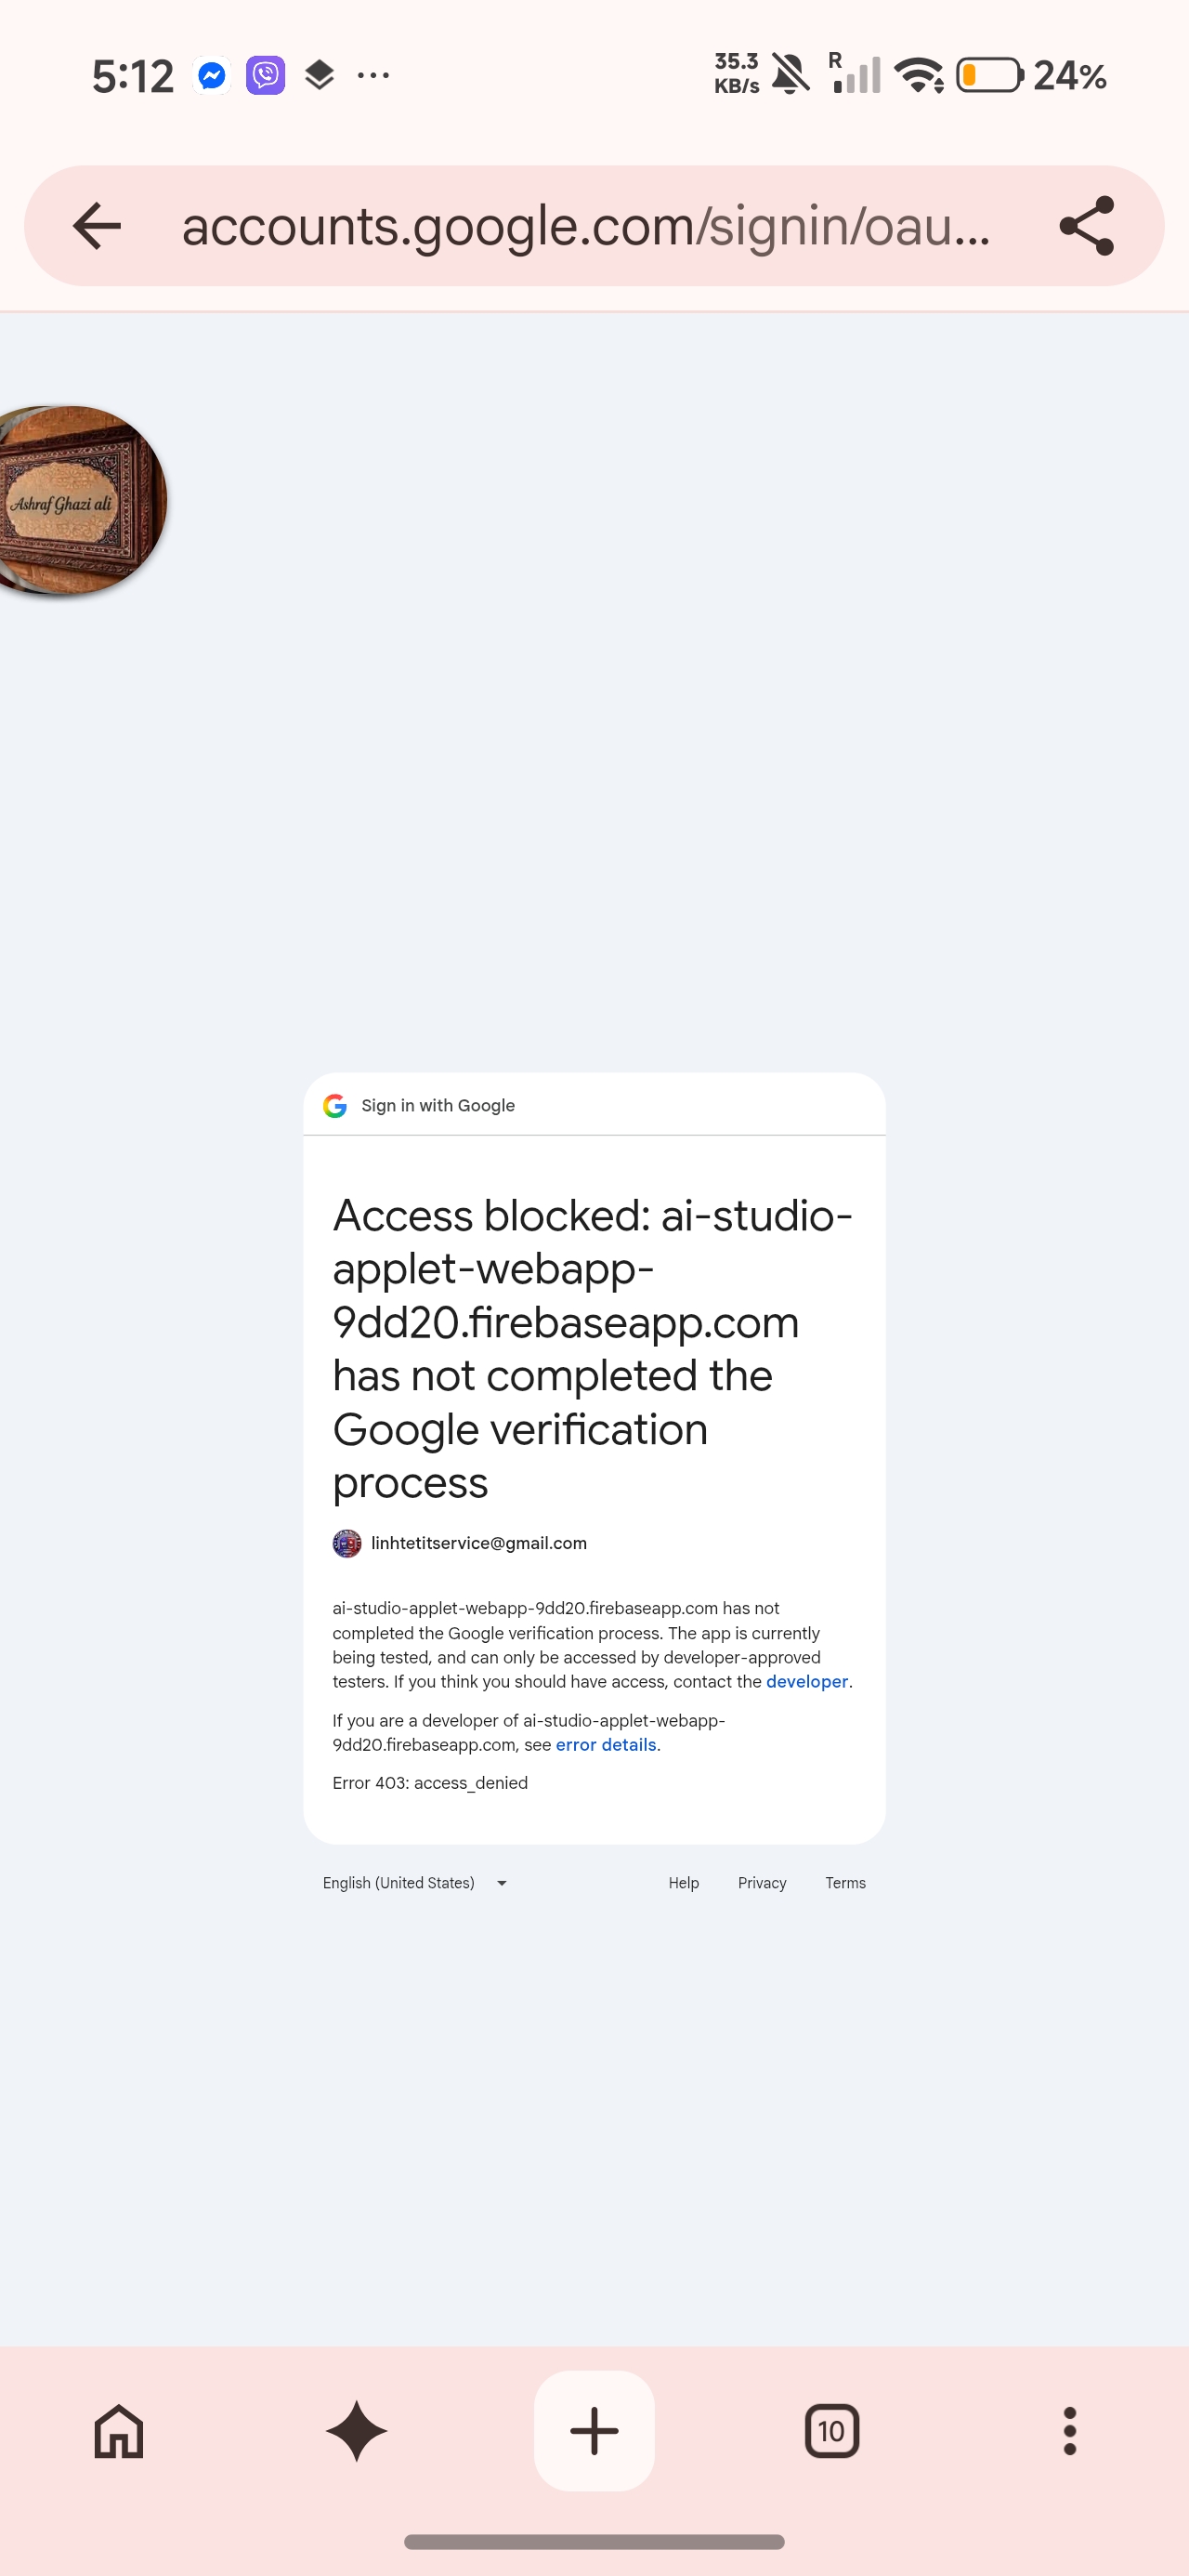 5:12
35.3
KB/s
R
24%
accounts.google.com/signin/oau...
Ashraf Ghazi ali
Sign in with Google
Access blocked: ai-studio-
applet-webapp-
9dd20.firebaseapp.com
has not completed the
Google verification
process
linhtetitservice@gmail.com
ai-studio-applet-webapp-9dd20.firebaseapp.com has not
completed the Google verification process. The app is currently
being tested, and can only be accessed by developer-approved
testers. If you think you should have access, contact the developer.
If you are a developer of ai-studio-applet-webapp-
9dd20.firebaseapp.com, see error details.
Error 403: access_denied
English (United States)
Help
Privacy
Terms
10